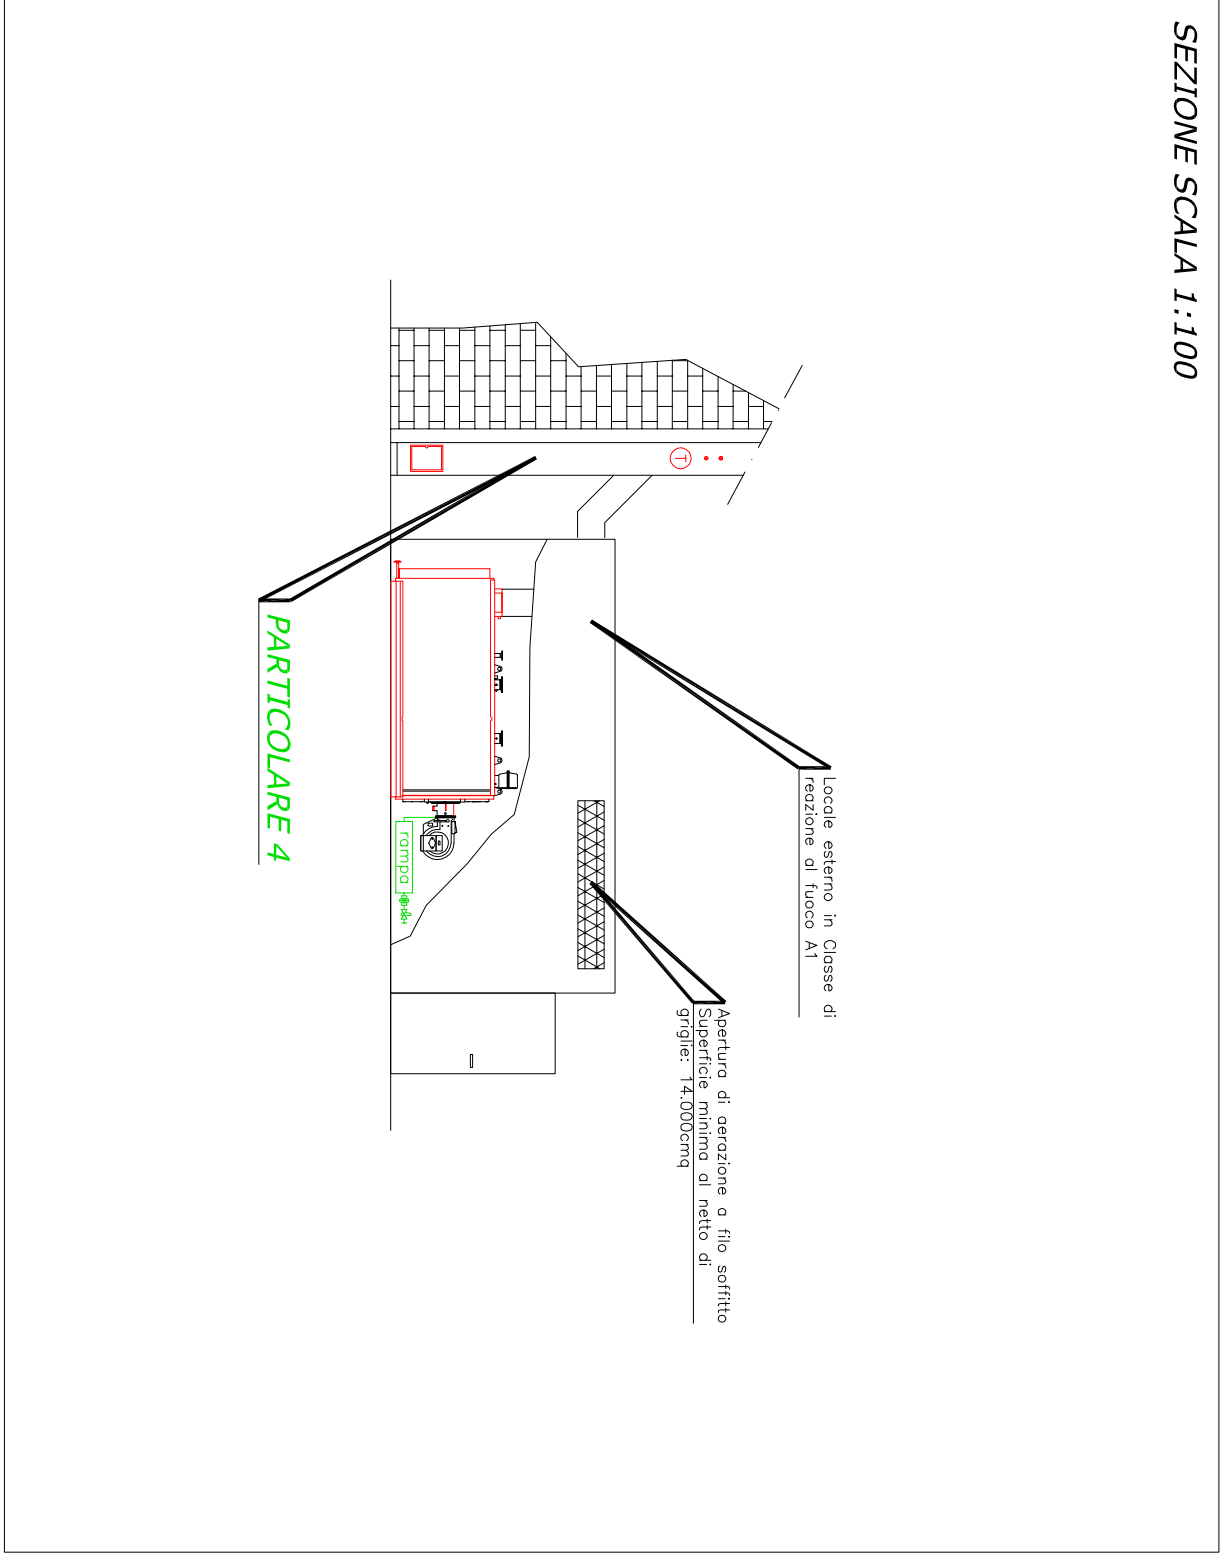 SEZIONE SCALA 1:100
Locale esterno in Classe di
reazione al fuoco A1
Apertura di aerazione a filo soffitto
Superficie minima al netto di
griglie: 14.000cmq
T
rampa
PARTICOLARE 4